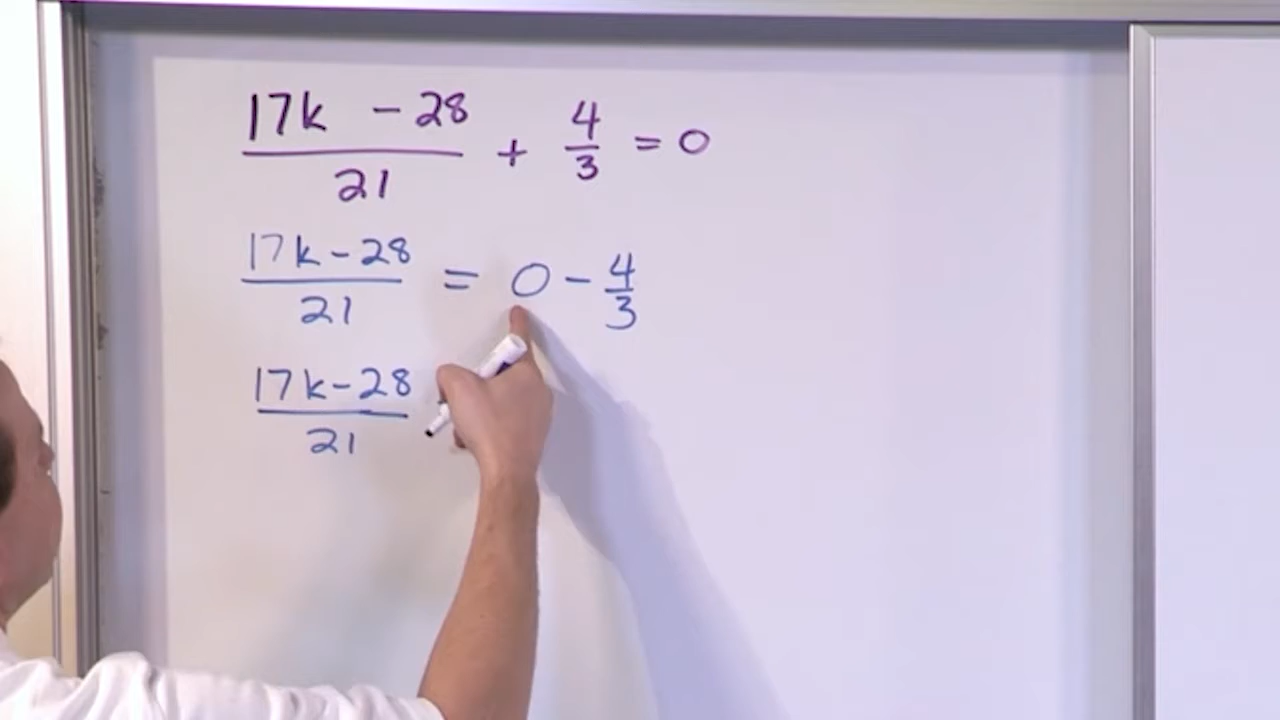 (17k - 28)/21 + 4/3 = 0
(17k - 28)/21 = 0 - 4/3
(17k - 28)/21